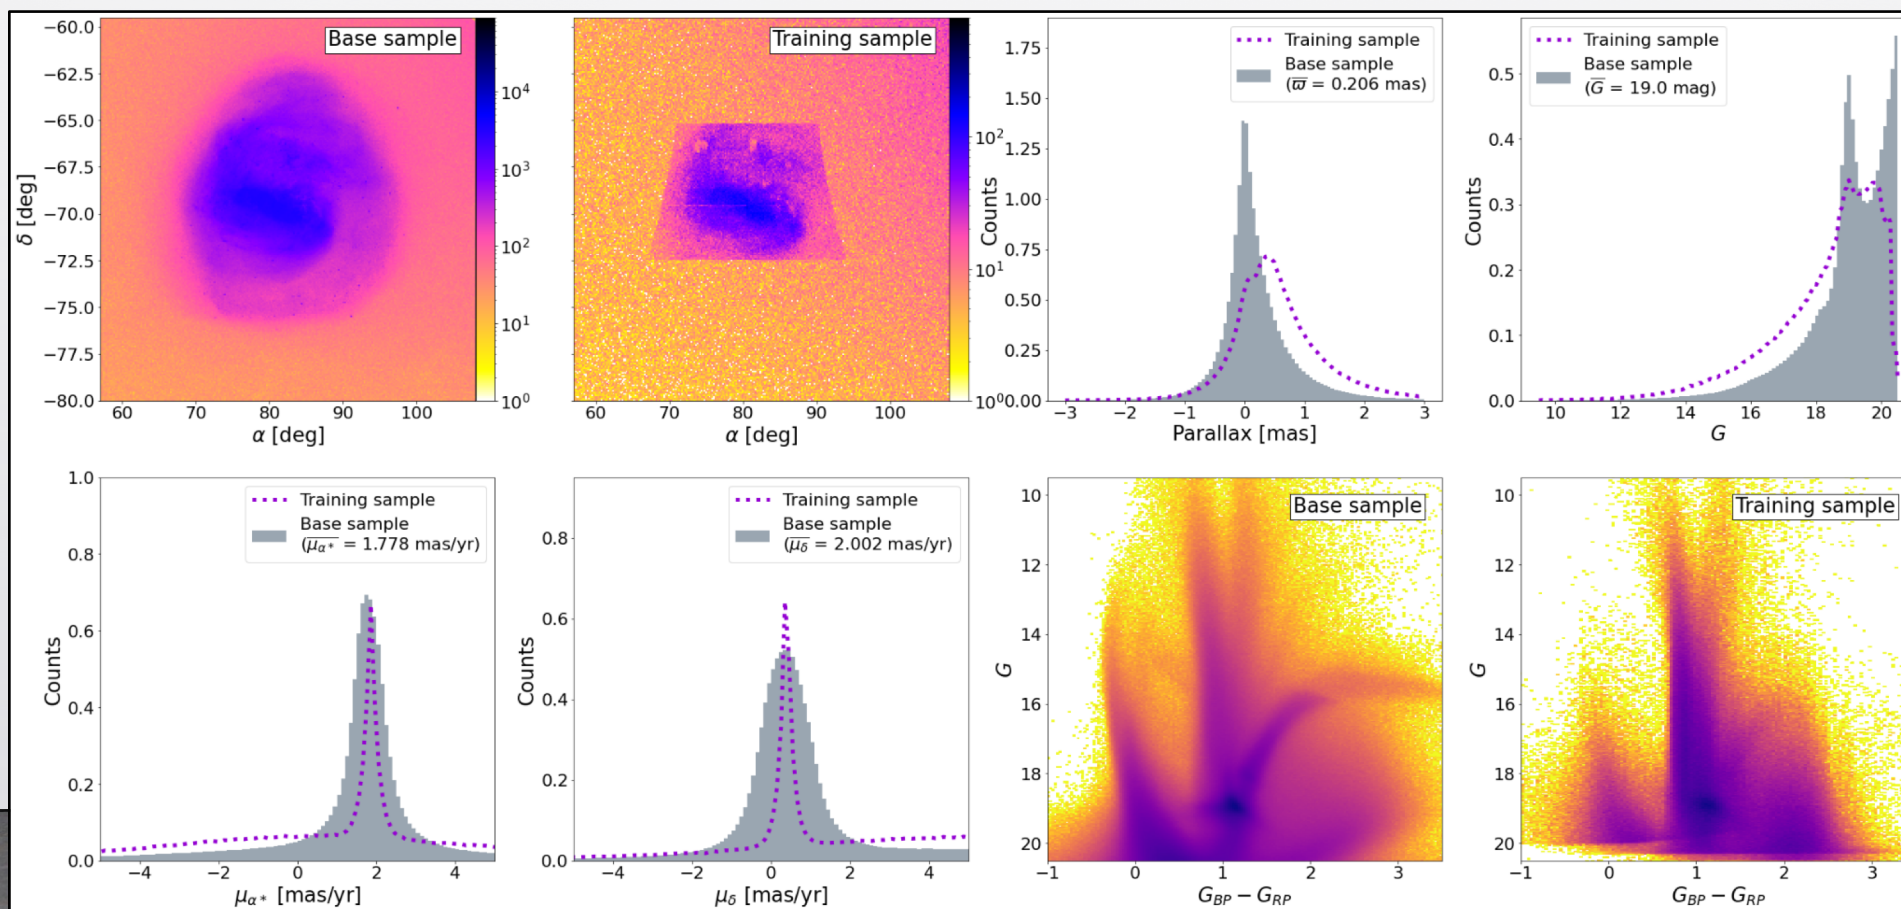 Base sample
−60.0
−62.5
−65.0
−67.5
−70.0
−72.5
−75.0
−77.5
−80.0
δ [deg]
60 70 80 90 100
α [deg]
10⁴
10³
10²
10¹
10⁰
Training sample
60 70 80 90 100
α [deg]
10²
10¹
10⁰
Counts
1.75
1.50
1.25
1.00
0.75
0.50
0.25
0.00
Training sample
Base sample
(ϖ̅ = 0.206 mas)
−3 −2 −1 0 1 2 3
Parallax [mas]
Counts
0.5
0.4
0.3
0.2
0.1
0.0
Training sample
Base sample
(G̅ = 19.0 mag)
10 12 14 16 18 20
G
Counts
1.0
0.8
0.6
0.4
0.2
0.0
Training sample
Base sample
(μ̅α* = 1.778 mas/yr)
−4 −2 0 2 4
μα* [mas/yr]
Counts
0.8
0.6
0.4
0.2
0.0
Training sample
Base sample
(μ̅δ = 2.002 mas/yr)
−4 −2 0 2 4
μδ [mas/yr]
Base sample
G
10
12
14
16
18
20
−1 0 1 2 3
GBP − GRP
Training sample
G
10
12
14
16
18
20
−1 0 1 2 3
GBP − GRP